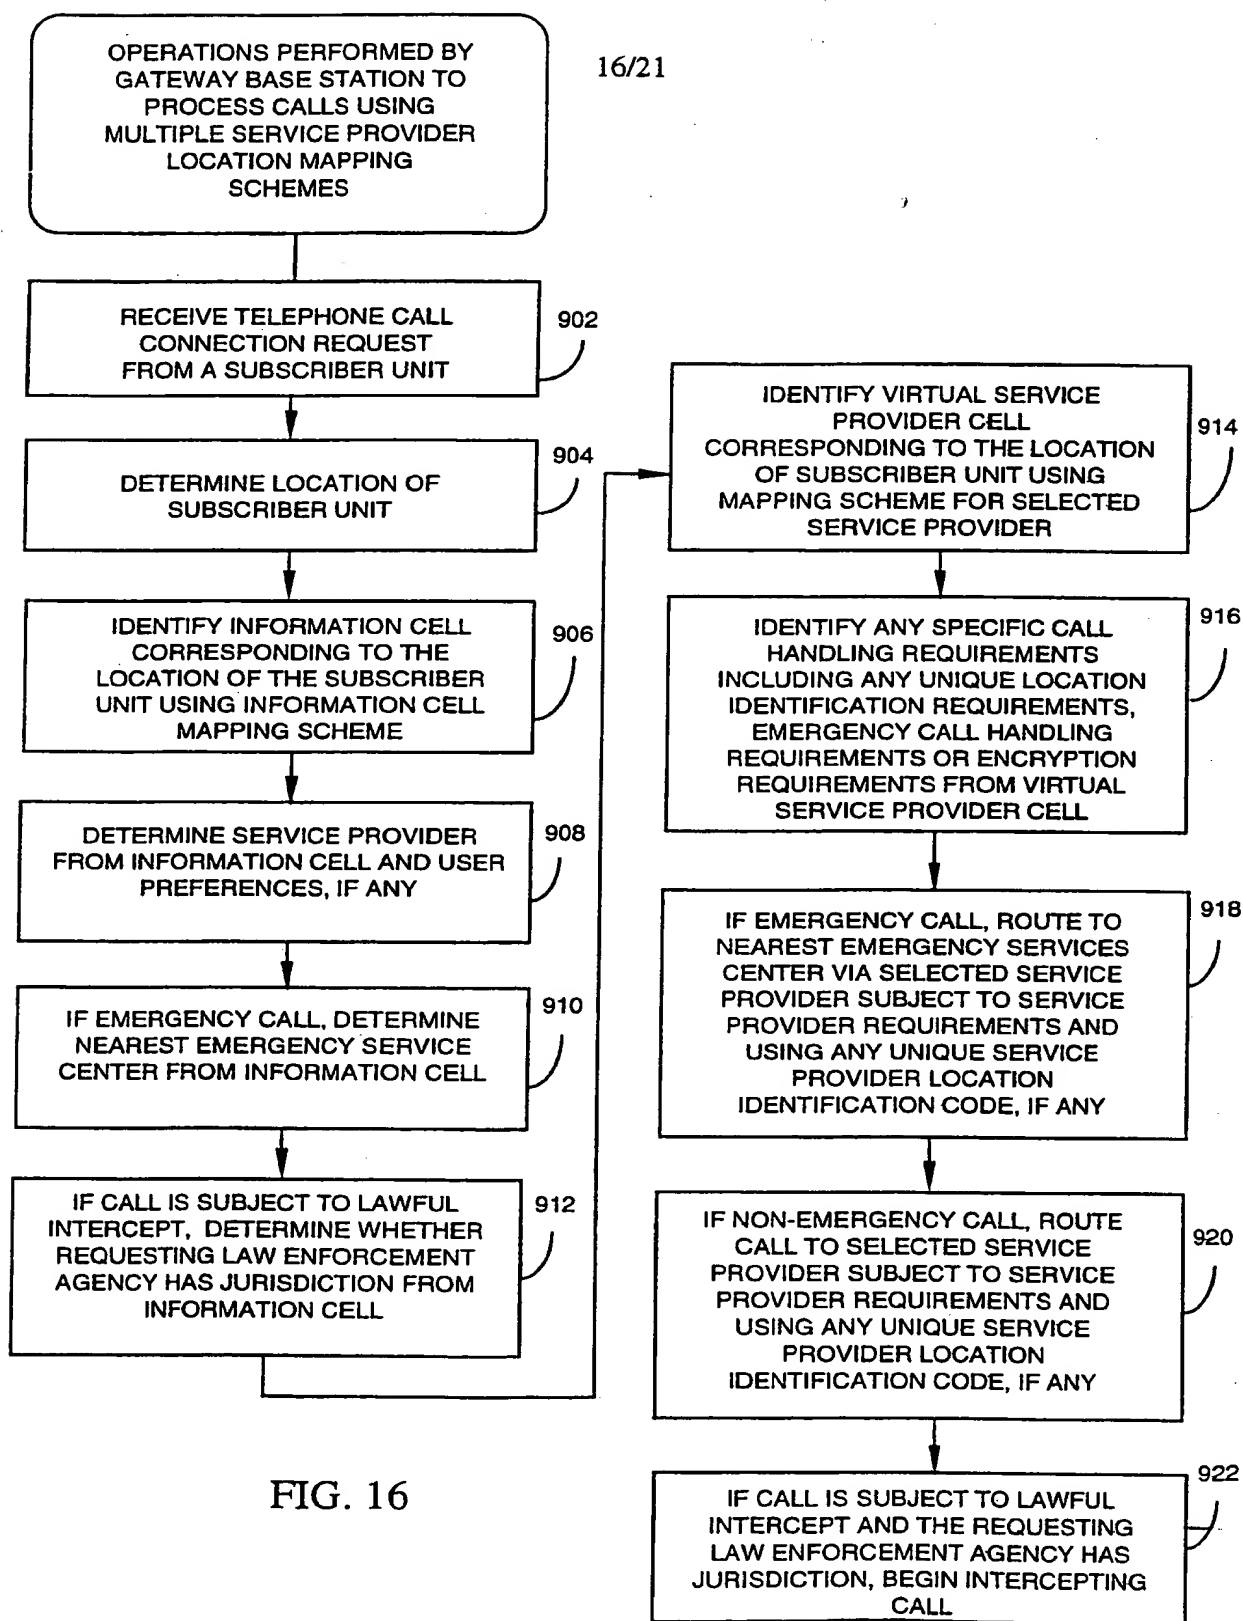 OPERATIONS PERFORMED BY
GATEWAY BASE STATION TO
PROCESS CALLS USING
MULTIPLE SERVICE PROVIDER
LOCATION MAPPING
SCHEMES
16/21
RECEIVE TELEPHONE CALL
CONNECTION REQUEST
FROM A SUBSCRIBER UNIT
902
DETERMINE LOCATION OF
SUBSCRIBER UNIT
904
IDENTIFY INFORMATION CELL
CORRESPONDING TO THE
LOCATION OF THE SUBSCRIBER
UNIT USING INFORMATION CELL
MAPPING SCHEME
906
DETERMINE SERVICE PROVIDER
FROM INFORMATION CELL AND USER
PREFERENCES, IF ANY
908
IF EMERGENCY CALL, DETERMINE
NEAREST EMERGENCY SERVICE
CENTER FROM INFORMATION CELL
910
IF CALL IS SUBJECT TO LAWFUL
INTERCEPT, DETERMINE WHETHER
REQUESTING LAW ENFORCEMENT
AGENCY HAS JURISDICTION FROM
INFORMATION CELL
912
IDENTIFY VIRTUAL SERVICE
PROVIDER CELL
CORRESPONDING TO THE LOCATION
OF SUBSCRIBER UNIT USING
MAPPING SCHEME FOR SELECTED
SERVICE PROVIDER
914
IDENTIFY ANY SPECIFIC CALL
HANDLING REQUIREMENTS
INCLUDING ANY UNIQUE LOCATION
IDENTIFICATION REQUIREMENTS,
EMERGENCY CALL HANDLING
REQUIREMENTS OR ENCRYPTION
REQUIREMENTS FROM VIRTUAL
SERVICE PROVIDER CELL
916
IF EMERGENCY CALL, ROUTE TO
NEAREST EMERGENCY SERVICES
CENTER VIA SELECTED SERVICE
PROVIDER SUBJECT TO SERVICE
PROVIDER REQUIREMENTS AND
USING ANY UNIQUE SERVICE
PROVIDER LOCATION
IDENTIFICATION CODE, IF ANY
918
IF NON-EMERGENCY CALL, ROUTE
CALL TO SELECTED SERVICE
PROVIDER SUBJECT TO SERVICE
PROVIDER REQUIREMENTS AND
USING ANY UNIQUE SERVICE
PROVIDER LOCATION
IDENTIFICATION CODE, IF ANY
920
IF CALL IS SUBJECT TO LAWFUL
INTERCEPT AND THE REQUESTING
LAW ENFORCEMENT AGENCY HAS
JURISDICTION, BEGIN INTERCEPTING
CALL
922
FIG. 16